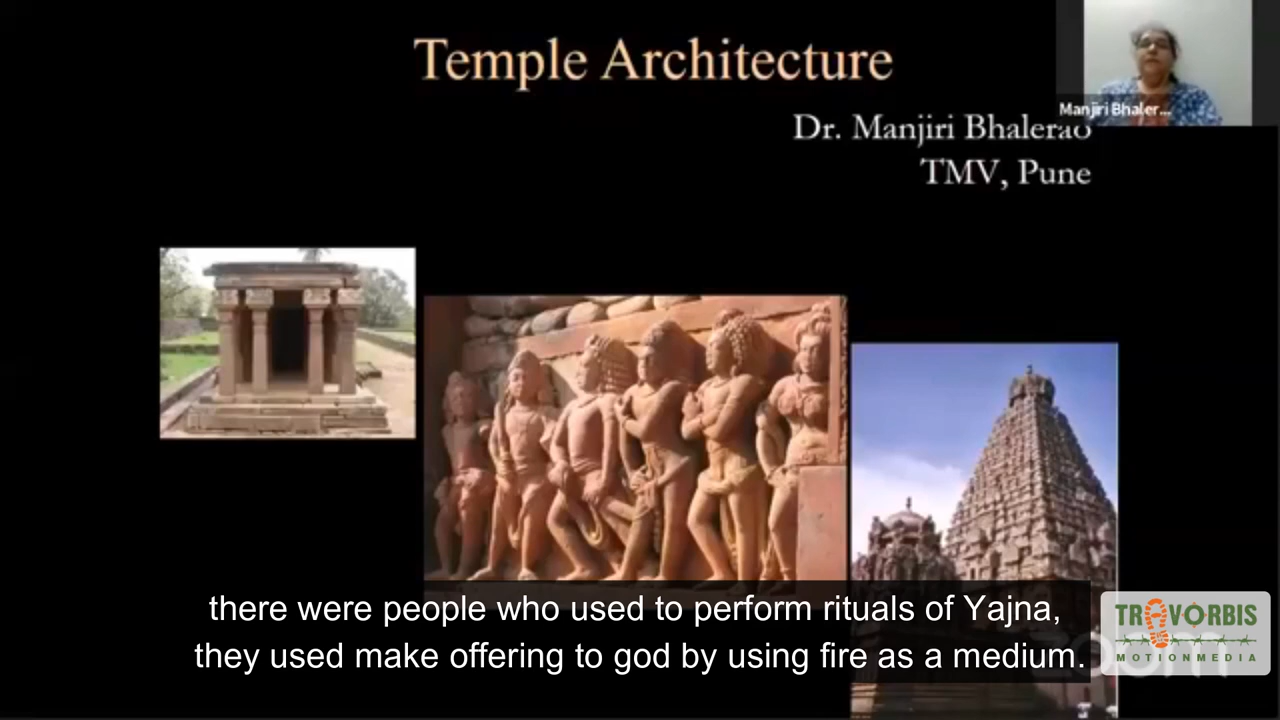 Temple Architecture
Manjiri Bhaler...
Dr. Manjiri Bhalerao
TMV, Pune
there were people who used to perform rituals of Yajna,
they used make offering to god by using fire as a medium.
TRAVORBIS
MOTIONMEDIA
zoom